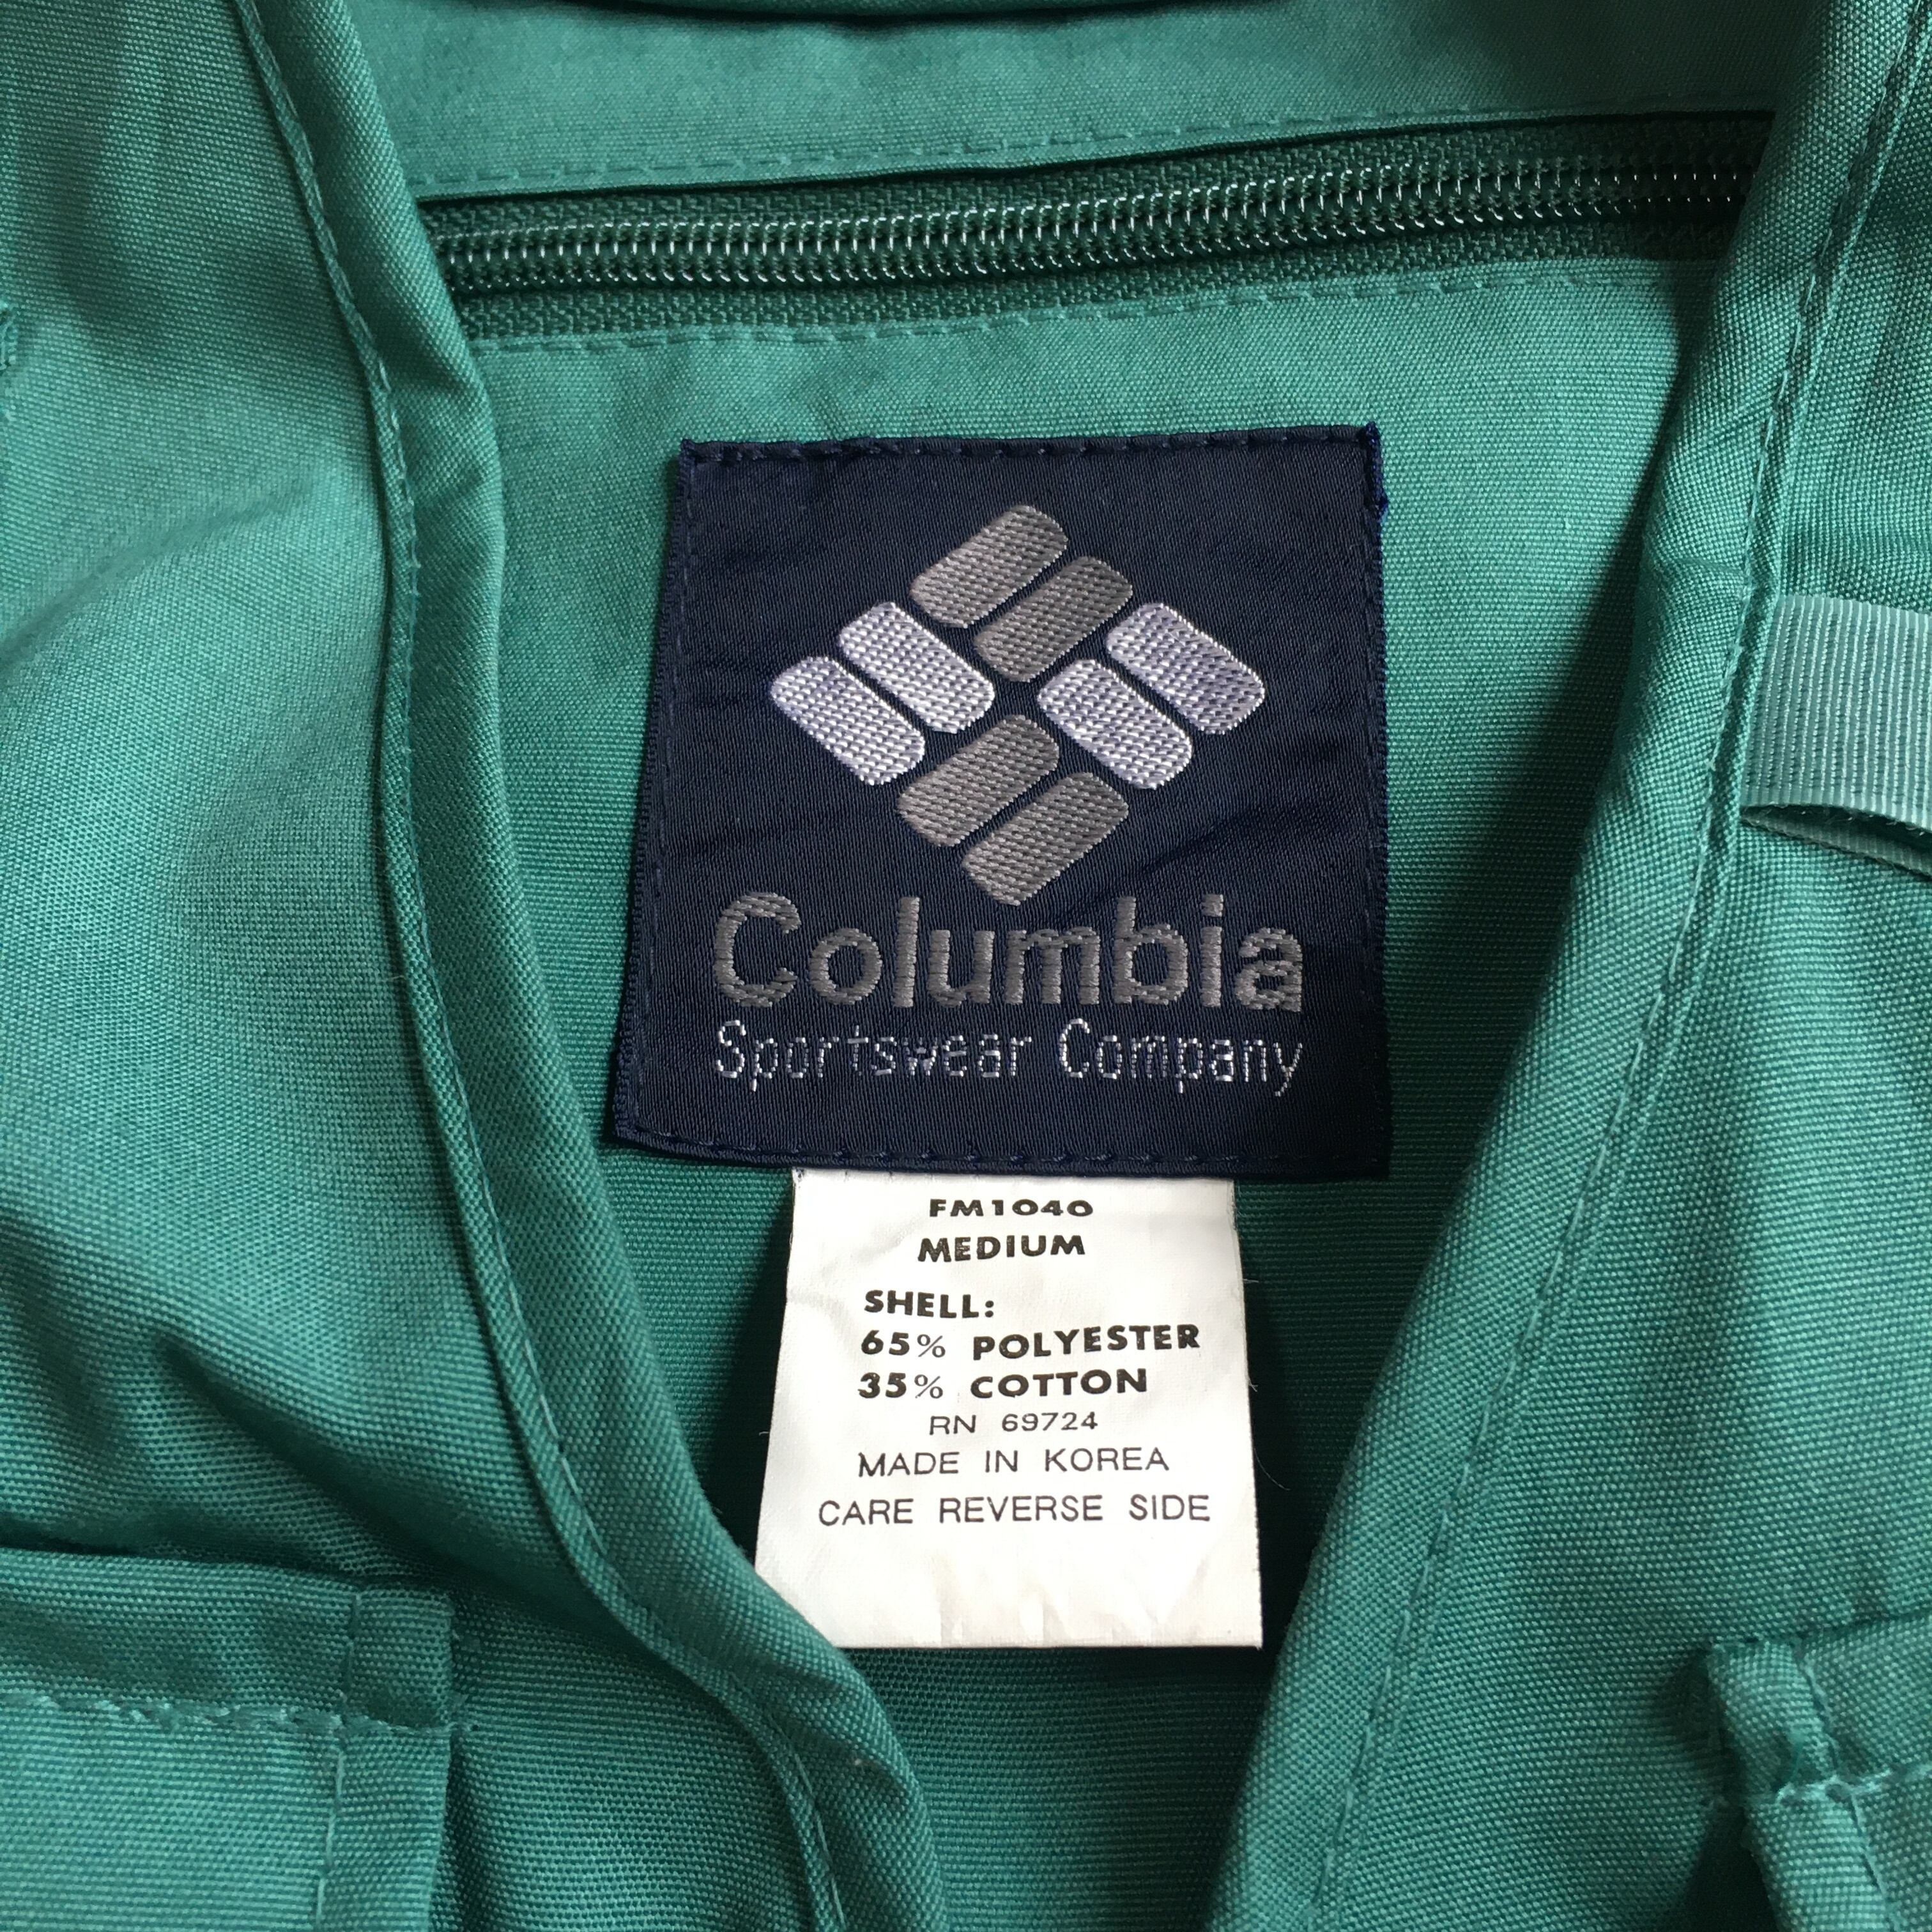 Columbia
Sportswear Company
FM1040
MEDIUM
SHELL:
65% POLYESTER
35% COTTON
RN 69724
MADE IN KOREA
CARE REVERSE SIDE